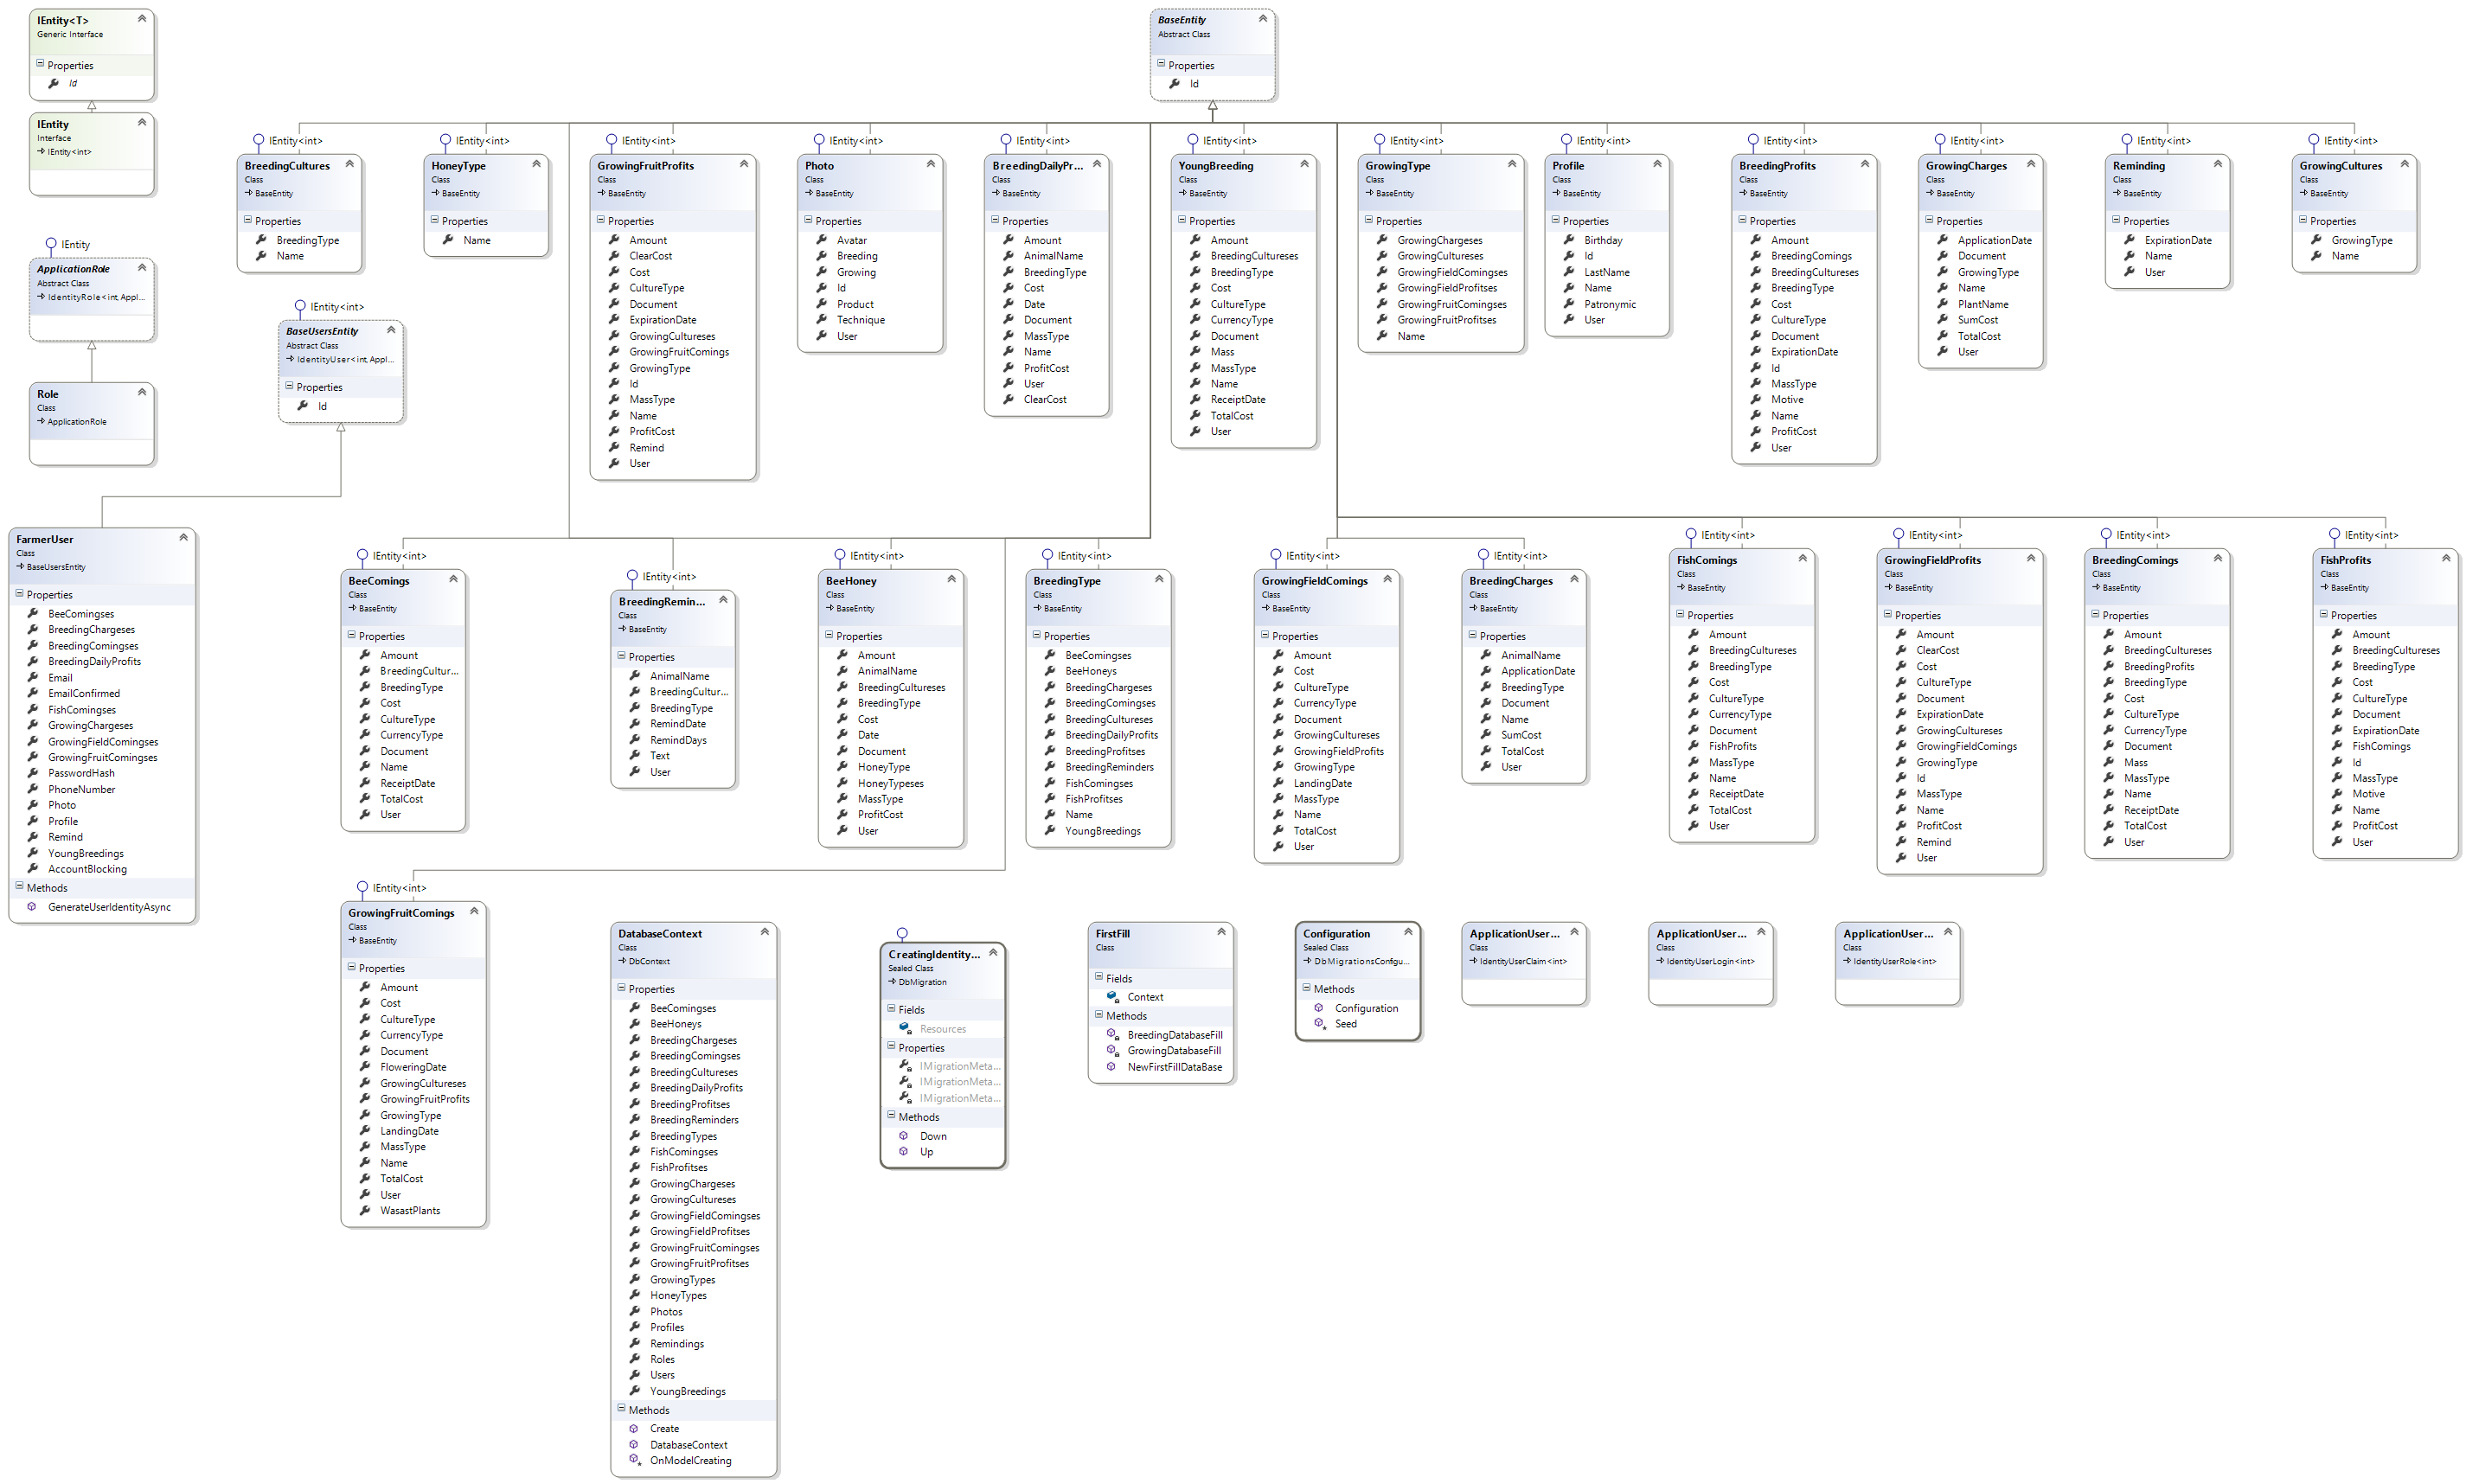 IEntity<T>
Generic Interface
Properties
Id
IEntity
Interface
IEntity<int>
IEntity
ApplicationRole
Abstract Class
IdentityRole<int, Appl...
Role
Class
ApplicationRole
BaseEntity
Abstract Class
Properties
Id
IEntity<int>
BreedingCultures
Class
BaseEntity
Properties
BreedingType
Name
IEntity<int>
HoneyType
Class
BaseEntity
Properties
Name
IEntity<int>
GrowingFruitProfits
Class
BaseEntity
Properties
Amount
ClearCost
Cost
CultureType
Document
ExpirationDate
GrowingCultureses
GrowingFruitComings
GrowingType
Id
MassType
Name
ProfitCost
Remind
User
IEntity<int>
Photo
Class
BaseEntity
Properties
Avatar
Breeding
Growing
Id
Product
Technique
User
IEntity<int>
BreedingDailyPr...
Class
BaseEntity
Properties
Amount
AnimalName
BreedingType
Cost
Date
Document
MassType
Name
ProfitCost
User
ClearCost
IEntity<int>
YoungBreeding
Class
BaseEntity
Properties
Amount
BreedingCultureses
BreedingType
Cost
CultureType
CurrencyType
Document
Mass
MassType
Name
ReceiptDate
TotalCost
User
IEntity<int>
GrowingType
Class
BaseEntity
Properties
GrowingChargeses
GrowingCultureses
GrowingFieldComingses
GrowingFieldProfitses
GrowingFruitComingses
GrowingFruitProfitses
Name
IEntity<int>
Profile
Class
BaseEntity
Properties
Birthday
Id
LastName
Name
Patronymic
User
IEntity<int>
BreedingProfits
Class
BaseEntity
Properties
Amount
BreedingComings
BreedingCultureses
BreedingType
Cost
CultureType
Document
ExpirationDate
Id
MassType
Motive
Name
ProfitCost
User
IEntity<int>
GrowingCharges
Class
BaseEntity
Properties
ApplicationDate
Document
GrowingType
Name
PlantName
SumCost
TotalCost
User
IEntity<int>
Reminding
Class
BaseEntity
Properties
ExpirationDate
Name
User
IEntity<int>
GrowingCultures
Class
BaseEntity
Properties
GrowingType
Name
IEntity<int>
BaseUsersEntity
Abstract Class
IdentityUser<int, Appl...
Properties
Id
FarmerUser
Class
BaseUsersEntity
Properties
BeeComingses
BreedingChargeses
BreedingComingses
BreedingDailyProfits
Email
EmailConfirmed
FishComingses
GrowingChargeses
GrowingFieldComingses
GrowingFruitComingses
PasswordHash
PhoneNumber
Photo
Profile
Remind
YoungBreedings
AccountBlocking
Methods
GenerateUserIdentityAsync
IEntity<int>
BeeComings
Class
BaseEntity
Properties
Amount
BreedingCultur...
BreedingType
Cost
CultureType
CurrencyType
Document
Name
ReceiptDate
TotalCost
User
IEntity<int>
BreedingRemin...
Class
BaseEntity
Properties
AnimalName
BreedingCultur...
BreedingType
RemindDate
RemindDays
Text
User
IEntity<int>
BeeHoney
Class
BaseEntity
Properties
Amount
AnimalName
BreedingCultureses
BreedingType
Cost
Date
Document
HoneyType
HoneyTypeses
MassType
ProfitCost
User
IEntity<int>
BreedingType
Class
BaseEntity
Properties
BeeComingses
BeeHoneys
BreedingChargeses
BreedingComingses
BreedingCultureses
BreedingDailyProfits
BreedingProfitses
BreedingReminders
FishComingses
FishProfitses
Name
YoungBreedings
IEntity<int>
GrowingFieldComings
Class
BaseEntity
Properties
Amount
Cost
CultureType
CurrencyType
Document
GrowingCultureses
GrowingFieldProfits
GrowingType
LandingDate
MassType
Name
TotalCost
User
IEntity<int>
BreedingCharges
Class
BaseEntity
Properties
AnimalName
ApplicationDate
BreedingType
Document
Name
SumCost
TotalCost
User
IEntity<int>
FishComings
Class
BaseEntity
Properties
Amount
BreedingCultureses
BreedingType
Cost
CultureType
CurrencyType
Document
FishProfits
MassType
Name
ReceiptDate
TotalCost
User
IEntity<int>
GrowingFieldProfits
Class
BaseEntity
Properties
Amount
ClearCost
Cost
CultureType
Document
ExpirationDate
GrowingCultureses
GrowingFieldComings
GrowingType
Id
MassType
Name
ProfitCost
Remind
User
IEntity<int>
BreedingComings
Class
BaseEntity
Properties
Amount
BreedingCultureses
BreedingProfits
BreedingType
Cost
CultureType
CurrencyType
Document
Mass
MassType
Name
ReceiptDate
TotalCost
User
IEntity<int>
FishProfits
Class
BaseEntity
Properties
Amount
BreedingCultureses
BreedingType
Cost
CultureType
Document
ExpirationDate
FishComings
Id
MassType
Motive
Name
ProfitCost
User
IEntity<int>
GrowingFruitComings
Class
BaseEntity
Properties
Amount
Cost
CultureType
CurrencyType
Document
FloweringDate
GrowingCultureses
GrowingFruitProfits
GrowingType
LandingDate
MassType
Name
TotalCost
User
WasastPlants
DatabaseContext
Class
DbContext
Properties
BeeComingses
BeeHoneys
BreedingChargeses
BreedingComingses
BreedingCultureses
BreedingDailyProfits
BreedingProfitses
BreedingReminders
BreedingTypes
FishComingses
FishProfitses
GrowingChargeses
GrowingCultureses
GrowingFieldComingses
GrowingFieldProfitses
GrowingFruitComingses
GrowingFruitProfitses
GrowingTypes
HoneyTypes
Photos
Profiles
Remindings
Roles
Users
YoungBreedings
Methods
Create
DatabaseContext
OnModelCreating
CreatingIdentity...
Sealed Class
DbMigration
Fields
Resources
Properties
IMigrationMeta...
IMigrationMeta...
IMigrationMeta...
Methods
Down
Up
FirstFill
Class
Fields
Context
Methods
BreedingDatabaseFill
GrowingDatabaseFill
NewFirstFillDataBase
Configuration
Sealed Class
DbMigrationsConfigu...
Methods
Configuration
Seed
ApplicationUser...
Class
IdentityUserClaim<int>
ApplicationUser...
Class
IdentityUserLogin<int>
ApplicationUser...
Class
IdentityUserRole<int>